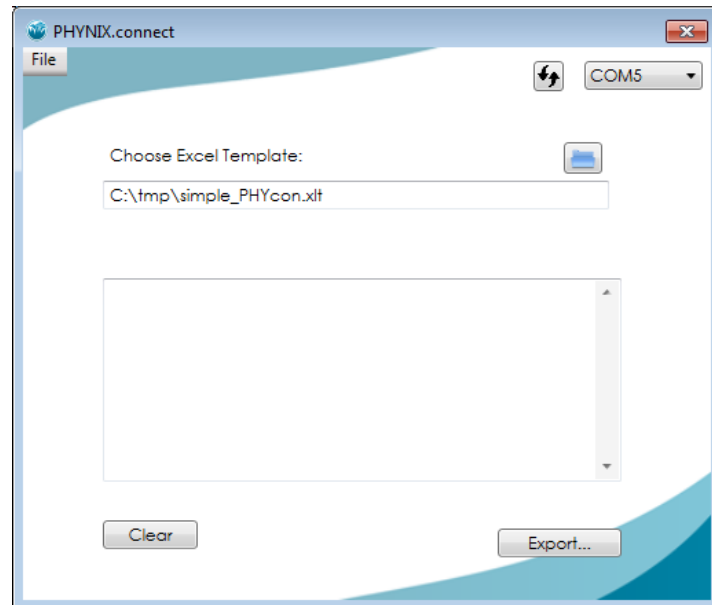 PHYNIX.connect
File
COM5
Choose Excel Template:
C:\tmp\simple_PHYcon.xlt
Clear
Export...